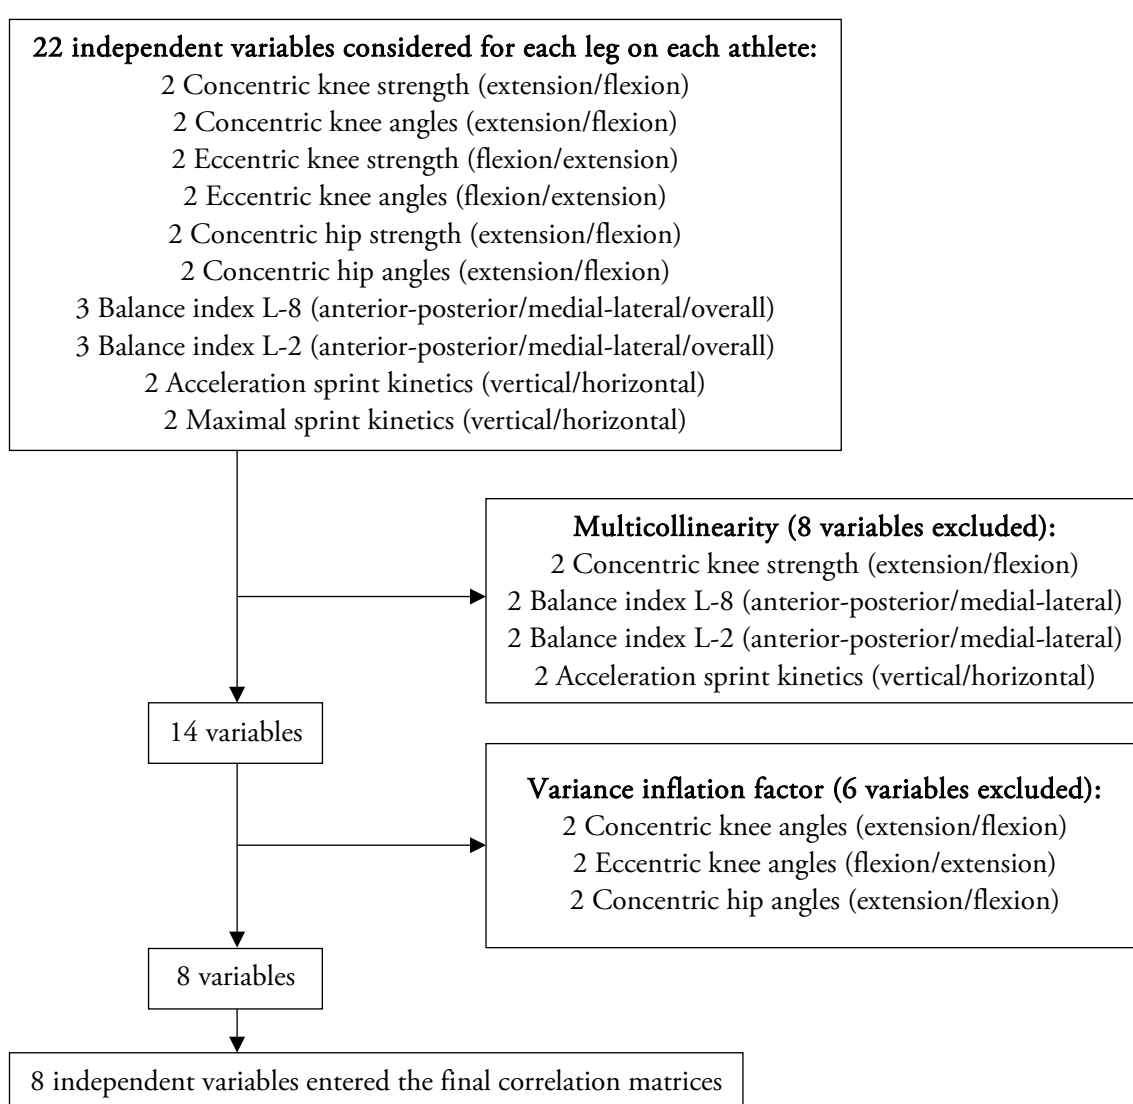 22 independent variables considered for each leg on each athlete:
2 Concentric knee strength (extension/flexion)
2 Concentric knee angles (extension/flexion)
2 Eccentric knee strength (flexion/extension)
2 Eccentric knee angles (flexion/extension)
2 Concentric hip strength (extension/flexion)
2 Concentric hip angles (extension/flexion)
3 Balance index L-8 (anterior-posterior/medial-lateral/overall)
3 Balance index L-2 (anterior-posterior/medial-lateral/overall)
2 Acceleration sprint kinetics (vertical/horizontal)
2 Maximal sprint kinetics (vertical/horizontal)
Multicollinearity (8 variables excluded):
2 Concentric knee strength (extension/flexion)
2 Balance index L-8 (anterior-posterior/medial-lateral)
2 Balance index L-2 (anterior-posterior/medial-lateral)
2 Acceleration sprint kinetics (vertical/horizontal)
14 variables
Variance inflation factor (6 variables excluded):
2 Concentric knee angles (extension/flexion)
2 Eccentric knee angles (flexion/extension)
2 Concentric hip angles (extension/flexion)
8 variables
8 independent variables entered the final correlation matrices